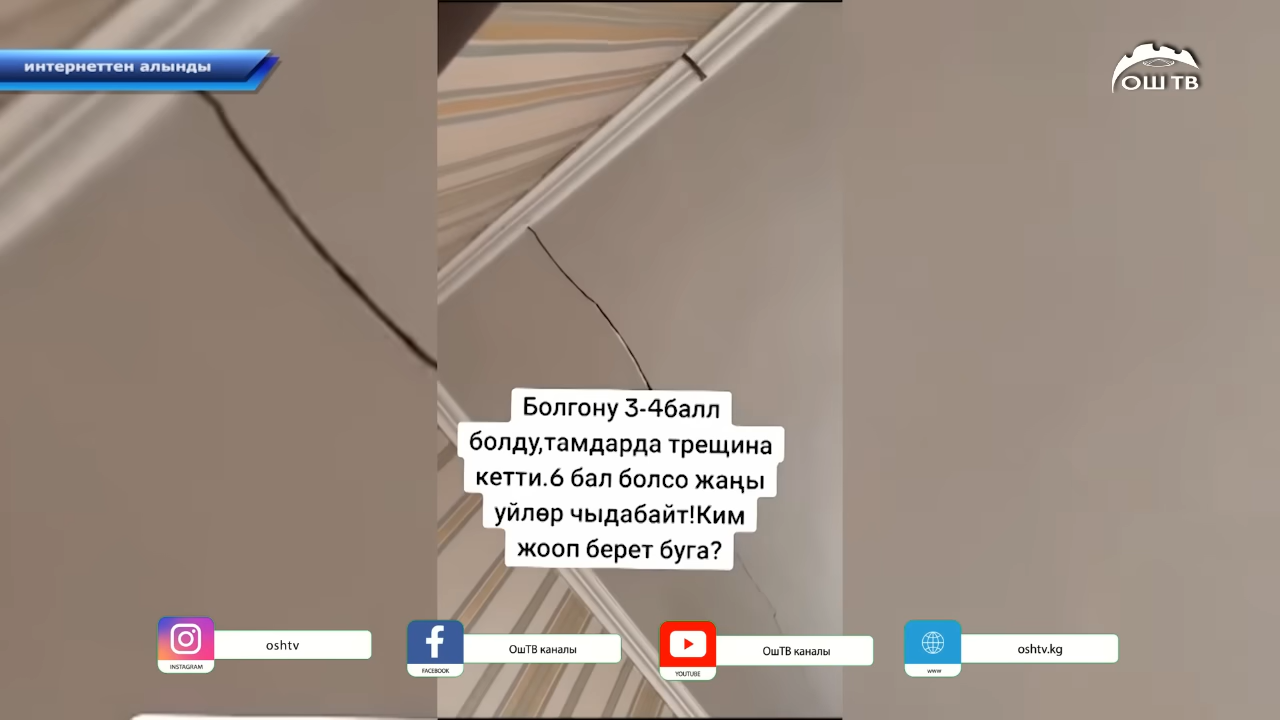 интернеттен алынды
ОШ ТВ
Болгону 3-4балл
болду,тамдарда трещина
кетти.6 бал болсо жаңы
уйлөр чыдабайт!Ким
жооп берет буга?
oshtv
INSTAGRAM
ОшТВ каналы
FACEBOOK
ОшТВ каналы
YOUTUBE
oshtv.kg
www